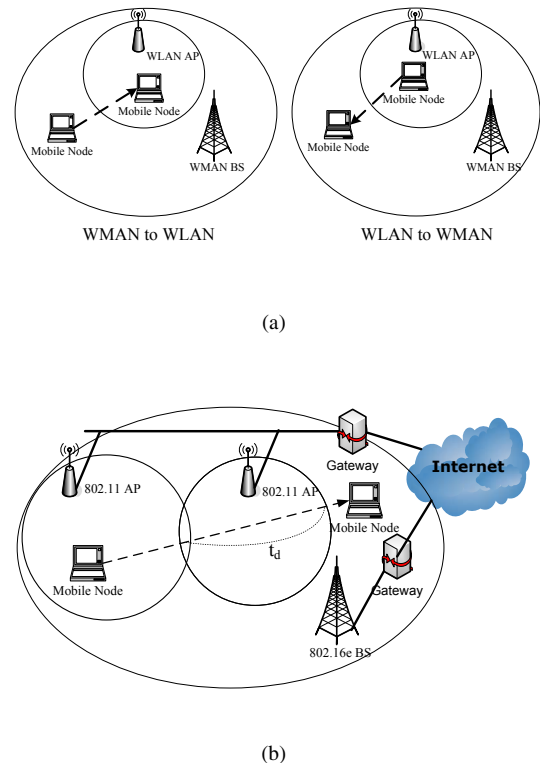 WLAN AP
Mobile Node
Mobile Node
WMAN BS
WMAN to WLAN
WLAN AP
Mobile Node
Mobile Node
WMAN BS
WLAN to WMAN
(a)
Gateway
Internet
802.11 AP
802.11 AP
Mobile Node
t_d
Mobile Node
Gateway
802.16e BS
(b)